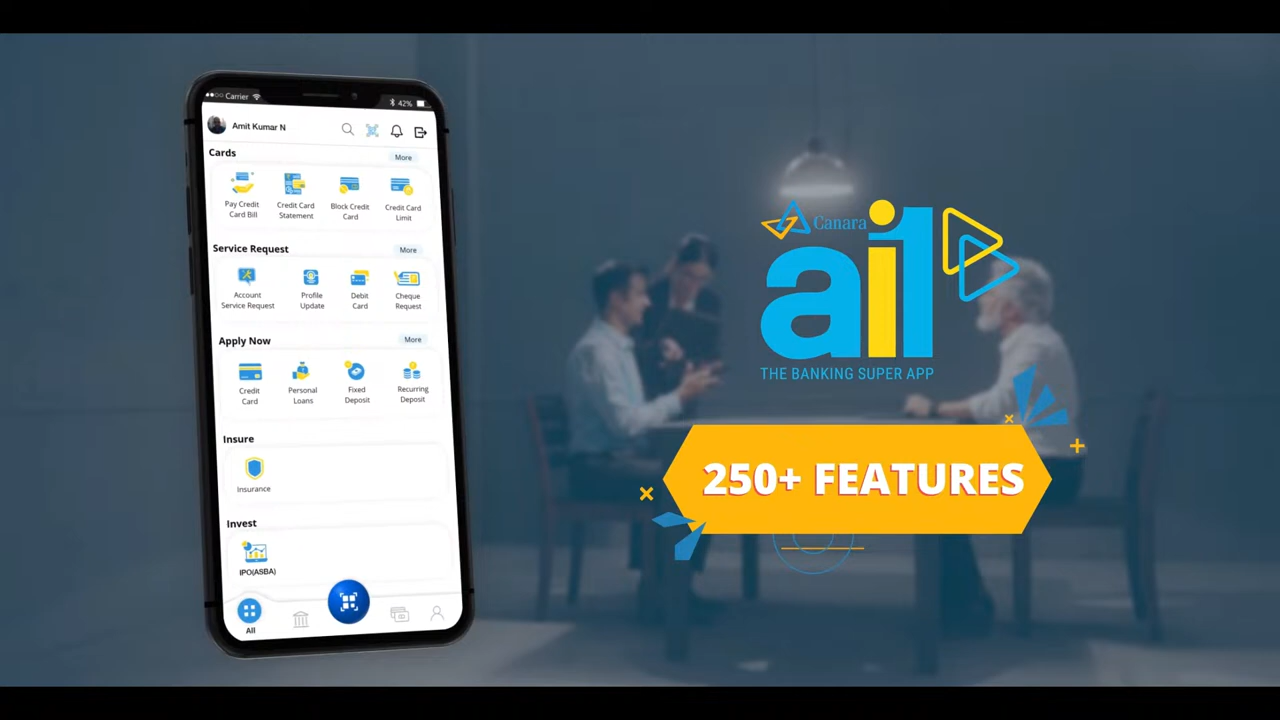 Carrier
42%
Amit Kumar N
Cards
More
Pay Credit
Card Bill
Credit Card
Statement
Block Credit
Card
Credit Card
Limit
Service Request
More
Account
Service Request
Profile
Update
Debit
Card
Cheque
Request
Apply Now
More
Credit
Card
Personal
Loans
Fixed
Deposit
Recurring
Deposit
Insure
Insurance
Invest
IPO(ASBA)
All
Canara
ai1
THE BANKING SUPER APP
250+ FEATURES